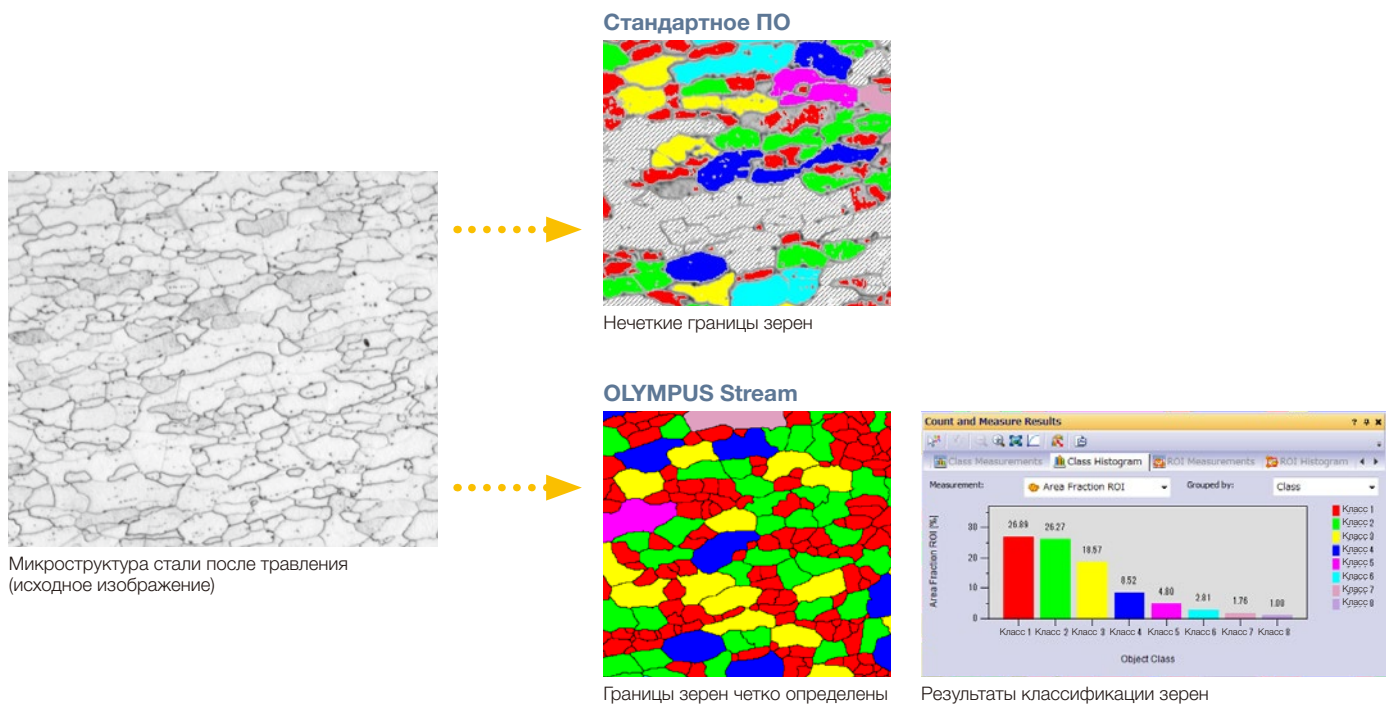 Стандартное ПО
Нечеткие границы зерен
Микроструктура стали после травления
(исходное изображение)
OLYMPUS Stream
Границы зерен четко определены
Count and Measure Results
Class Measurements
Class Histogram
ROI Measurements
ROI Histogram
Measurement:
Area Fraction ROI
Grouped by:
Class
Area Fraction ROI [%]
30
20
10
0
26.89
26.27
18.57
8.52
4.80
2.81
1.76
Класс 1 Класс 2 Класс 3 Класс 4 Класс 5 Класс 6 Класс 7 Класс 8
Object Class
Класс 1
Класс 2
Класс 3
Класс 4
Класс 5
Класс 6
Класс 7
Класс 8
Результаты классификации зерен